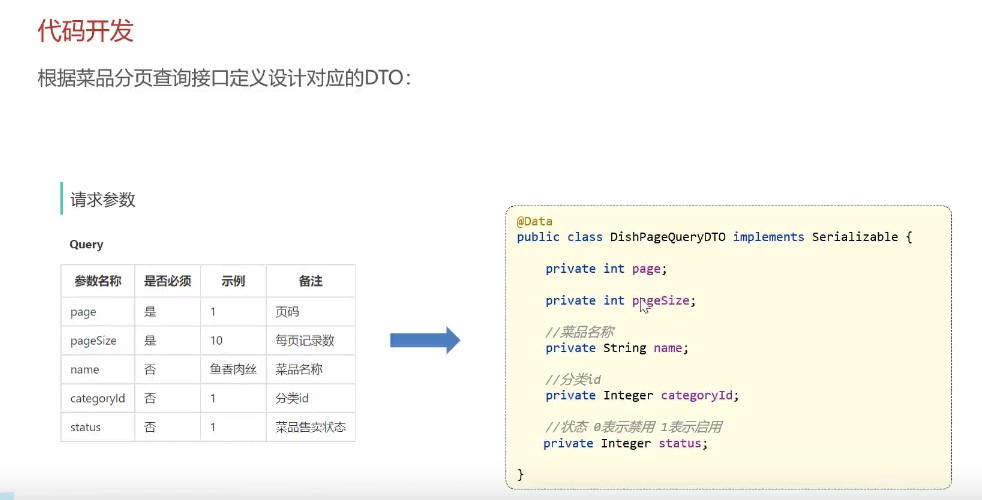 代码开发
根据菜品分页查询接口定义设计对应的DTO：
请求参数
Query
参数名称 是否必须 示例 备注
page 是 1 页码
pageSize 是 10 每页记录数
name 否 鱼香肉丝 菜品名称
categoryId 否 1 分类id
status 否 1 菜品售卖状态
@Data
public class DishPageQueryDTO implements Serializable {
private int page;
private int pageSize;
//菜品名称
private String name;
//分类id
private Integer categoryId;
//状态 0表示禁用 1表示启用
private Integer status;
}